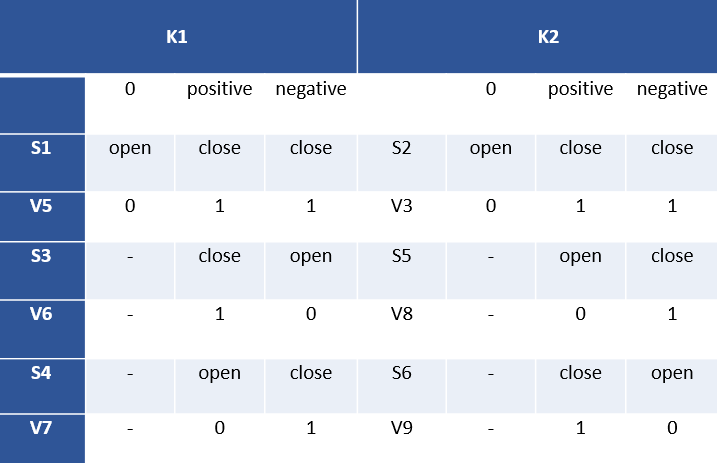 K1 K2
0 positive negative 0 positive negative
S1 open close close S2 open close close
V5 0 1 1 V3 0 1 1
S3 - close open S5 - open close
V6 - 1 0 V8 - 0 1
S4 - open close S6 - close open
V7 - 0 1 V9 - 1 0